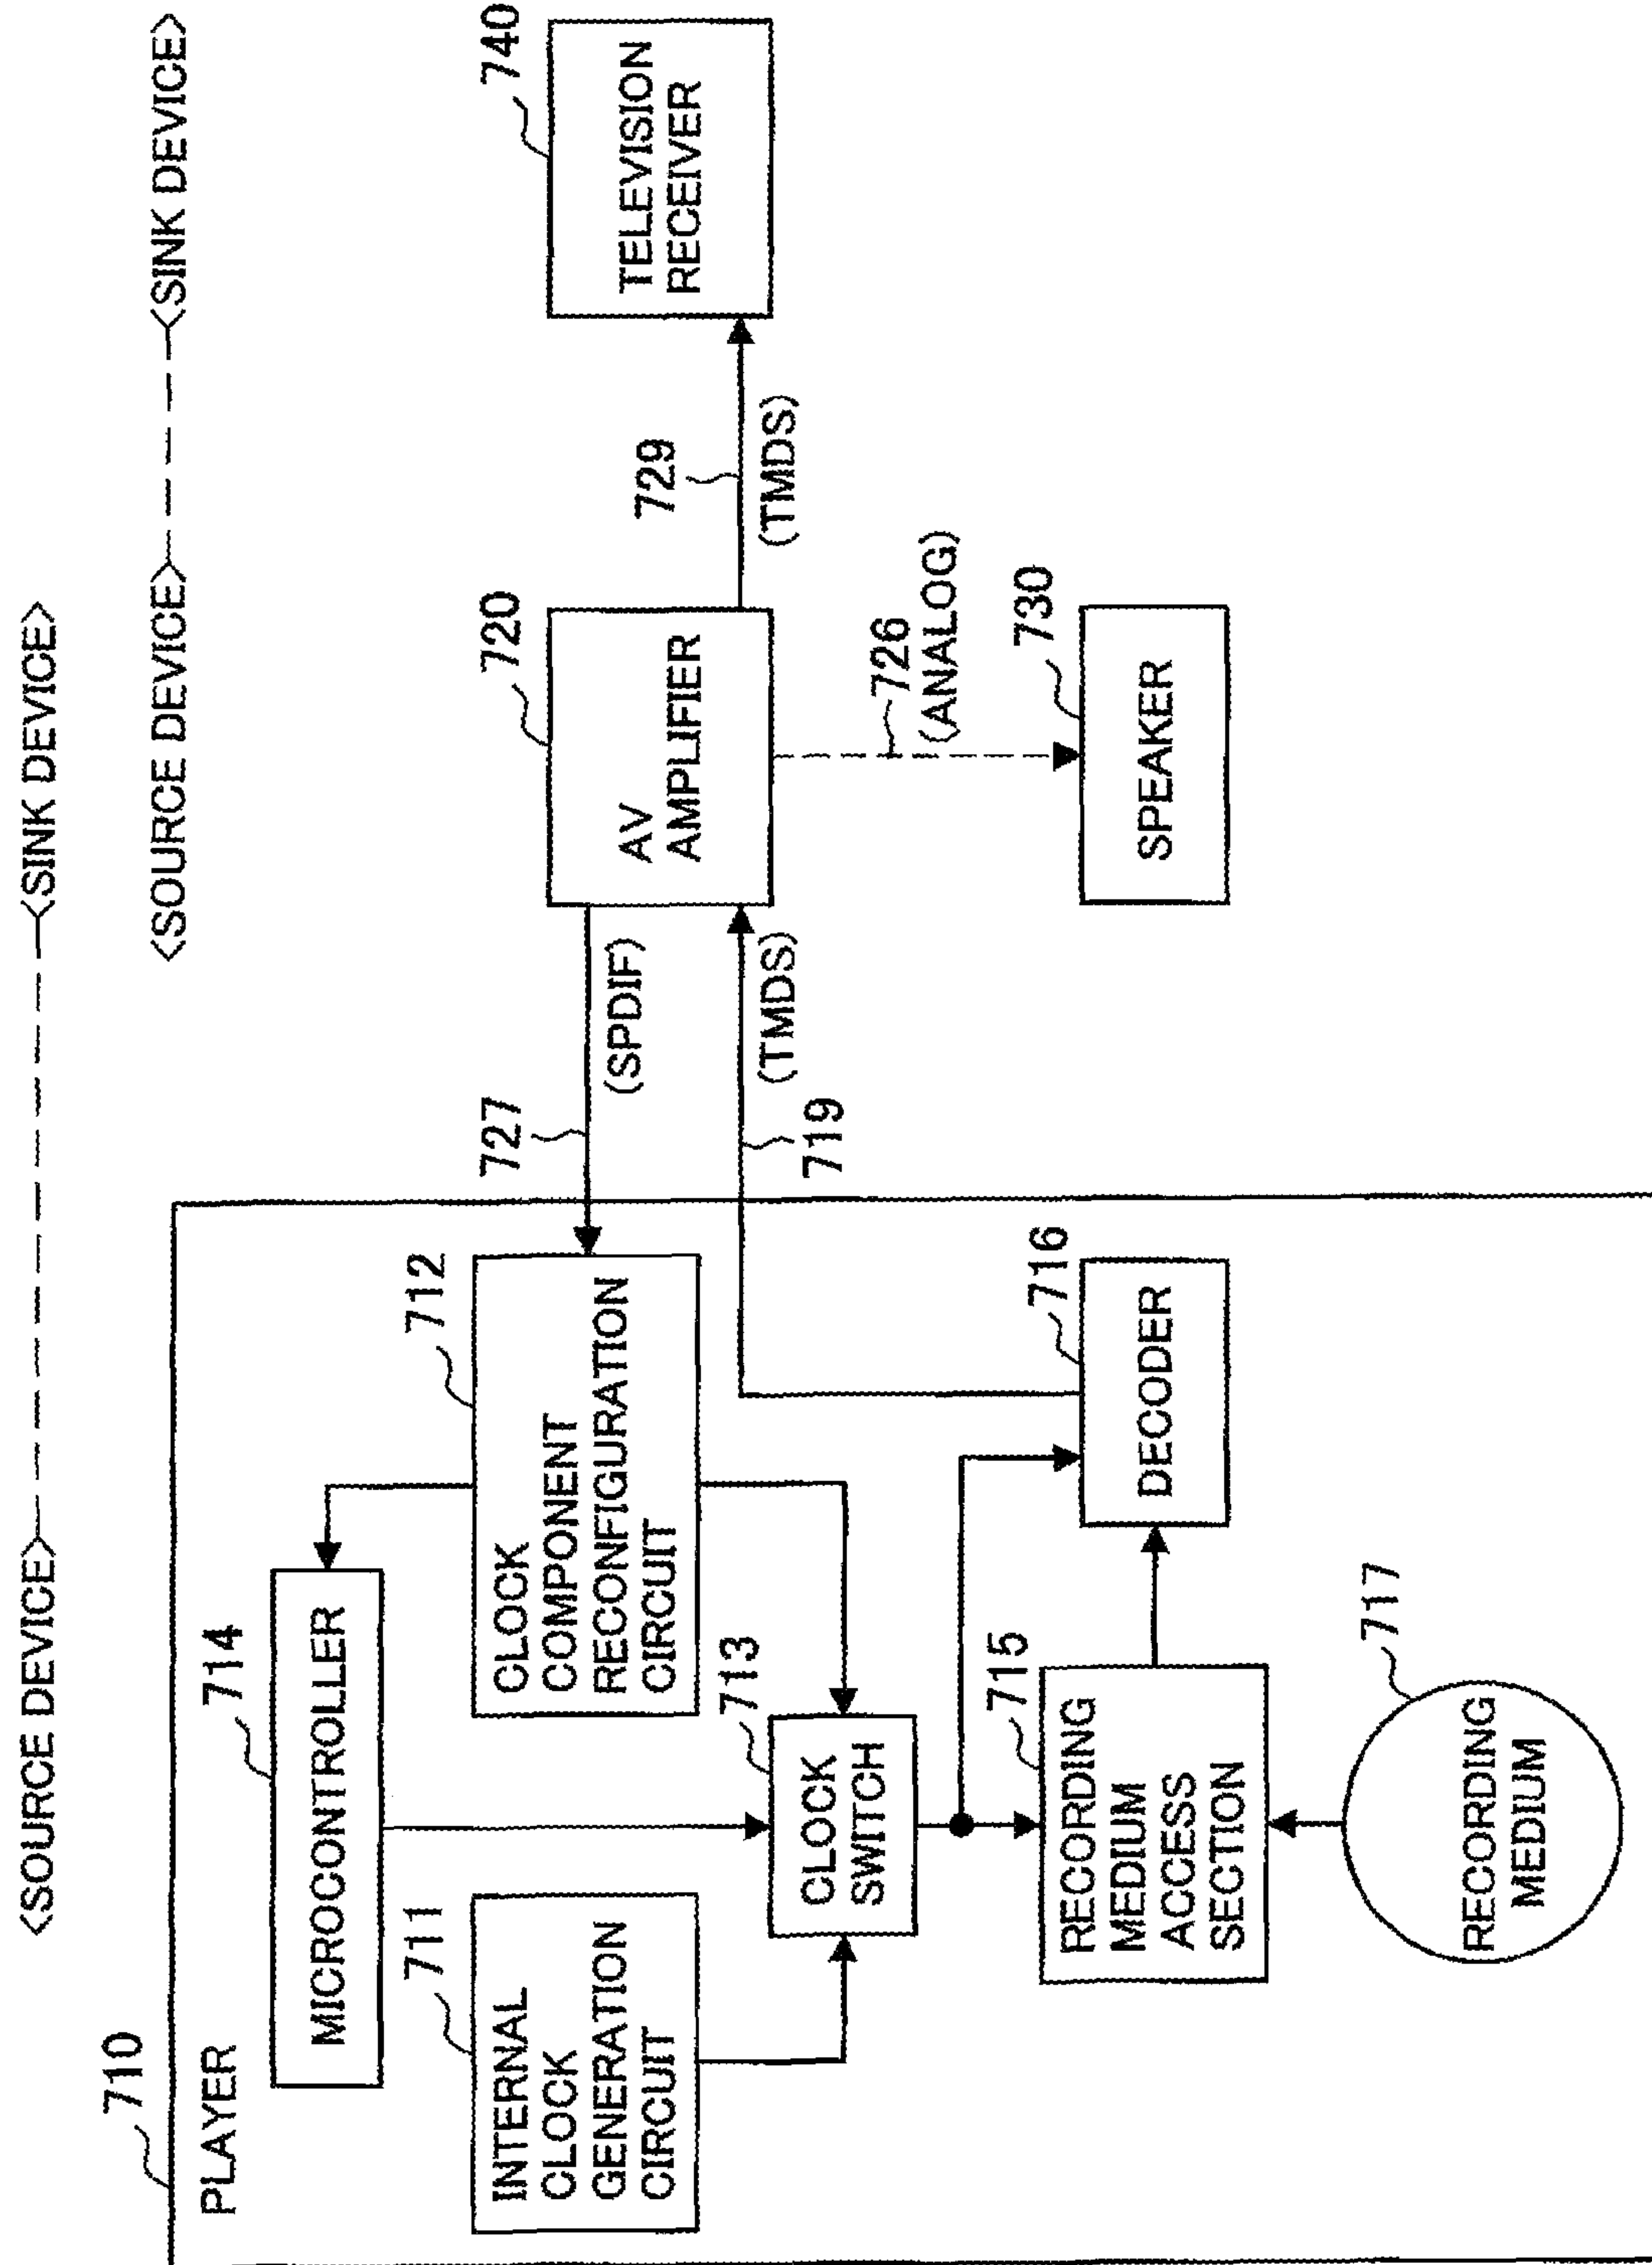 <SOURCE DEVICE> <SINK DEVICE>
<SOURCE DEVICE> <SINK DEVICE>
710
PLAYER
714
MICROCONTROLLER
711
INTERNAL
CLOCK
GENERATION
CIRCUIT
712
CLOCK
COMPONENT
RECONFIGURATION
CIRCUIT
727
(SPDIF)
720
AV
AMPLIFIER
729
(TMDS)
740
TELEVISION
RECEIVER
713
CLOCK
SWITCH
719
(TMDS)
726
(ANALOG)
715
RECORDING
MEDIUM
ACCESS
SECTION
716
DECODER
730
SPEAKER
717
RECORDING
MEDIUM